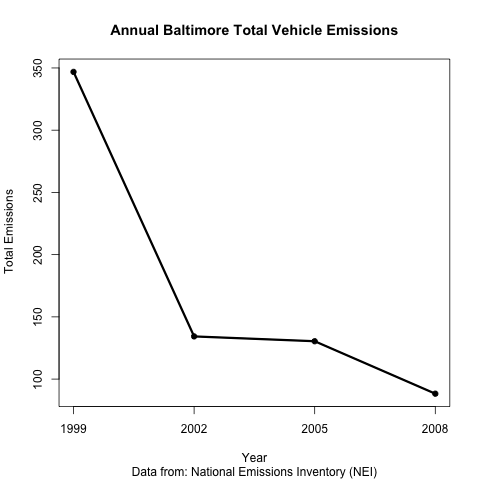 Annual Baltimore Total Vehicle Emissions
Total Emissions
350
300
250
200
150
100
1999 2002 2005 2008
Year
Data from: National Emissions Inventory (NEI)